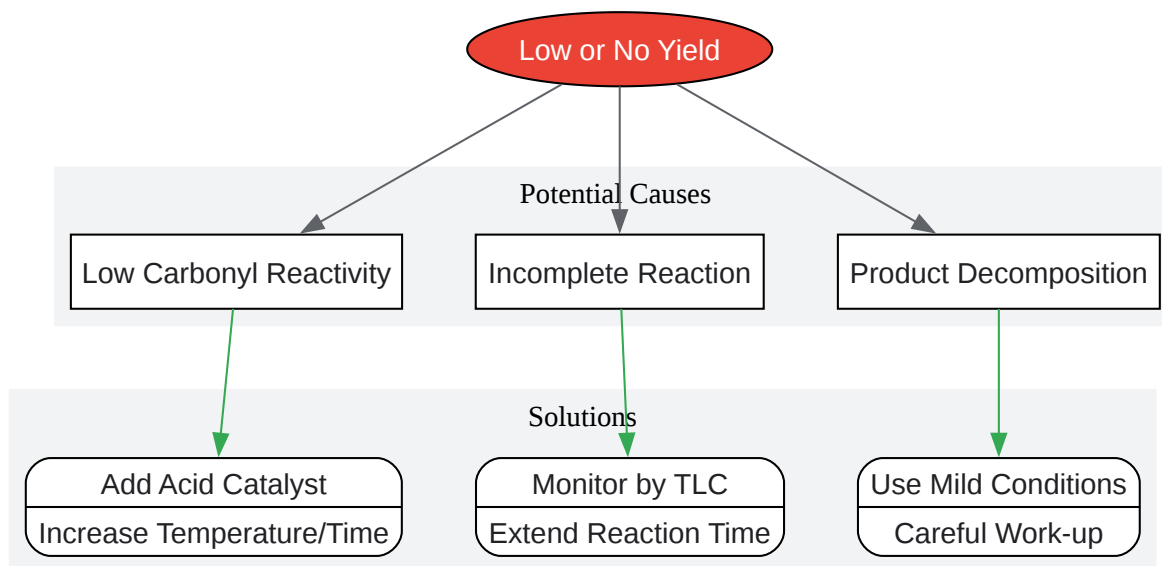 Low or No Yield
Potential Causes
Low Carbonyl Reactivity
Incomplete Reaction
Product Decomposition
Solutions
Add Acid Catalyst
Increase Temperature/Time
Monitor by TLC
Extend Reaction Time
Use Mild Conditions
Careful Work-up